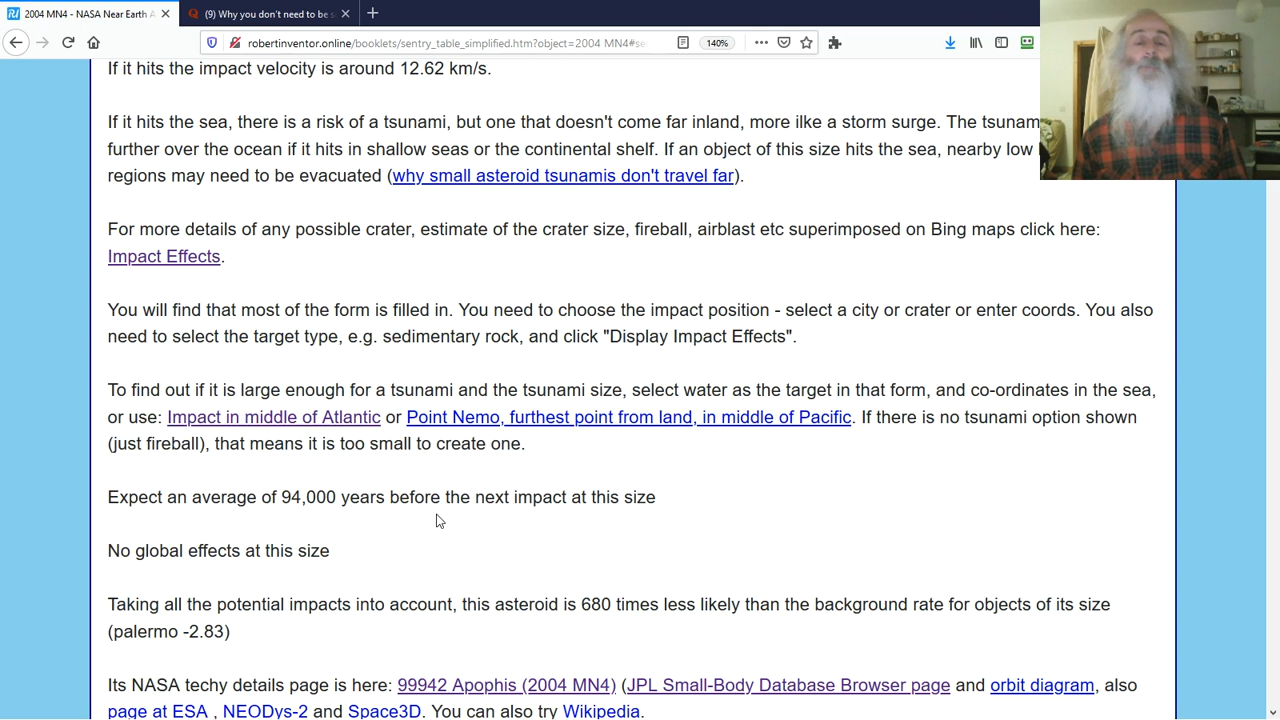 2004 MN4 - NASA Near Earth A
(9) Why you don't need to be s
robertinventor.online/booklets/sentry_table_simplified.htm?object=2004 MN4#se
140%
If it hits the impact velocity is around 12.62 km/s.
If it hits the sea, there is a risk of a tsunami, but one that doesn't come far inland, more ilke a storm surge. The tsunam
further over the ocean if it hits in shallow seas or the continental shelf. If an object of this size hits the sea, nearby low
regions may need to be evacuated (why small asteroid tsunamis don't travel far).
For more details of any possible crater, estimate of the crater size, fireball, airblast etc superimposed on Bing maps click here:
Impact Effects.
You will find that most of the form is filled in. You need to choose the impact position - select a city or crater or enter coords. You also
need to select the target type, e.g. sedimentary rock, and click "Display Impact Effects".
To find out if it is large enough for a tsunami and the tsunami size, select water as the target in that form, and co-ordinates in the sea,
or use: Impact in middle of Atlantic or Point Nemo, furthest point from land, in middle of Pacific. If there is no tsunami option shown
(just fireball), that means it is too small to create one.
Expect an average of 94,000 years before the next impact at this size
No global effects at this size
Taking all the potential impacts into account, this asteroid is 680 times less likely than the background rate for objects of its size
(palermo -2.83)
Its NASA techy details page is here: 99942 Apophis (2004 MN4) (JPL Small-Body Database Browser page and orbit diagram, also
page at ESA , NEODys-2 and Space3D. You can also try Wikipedia.